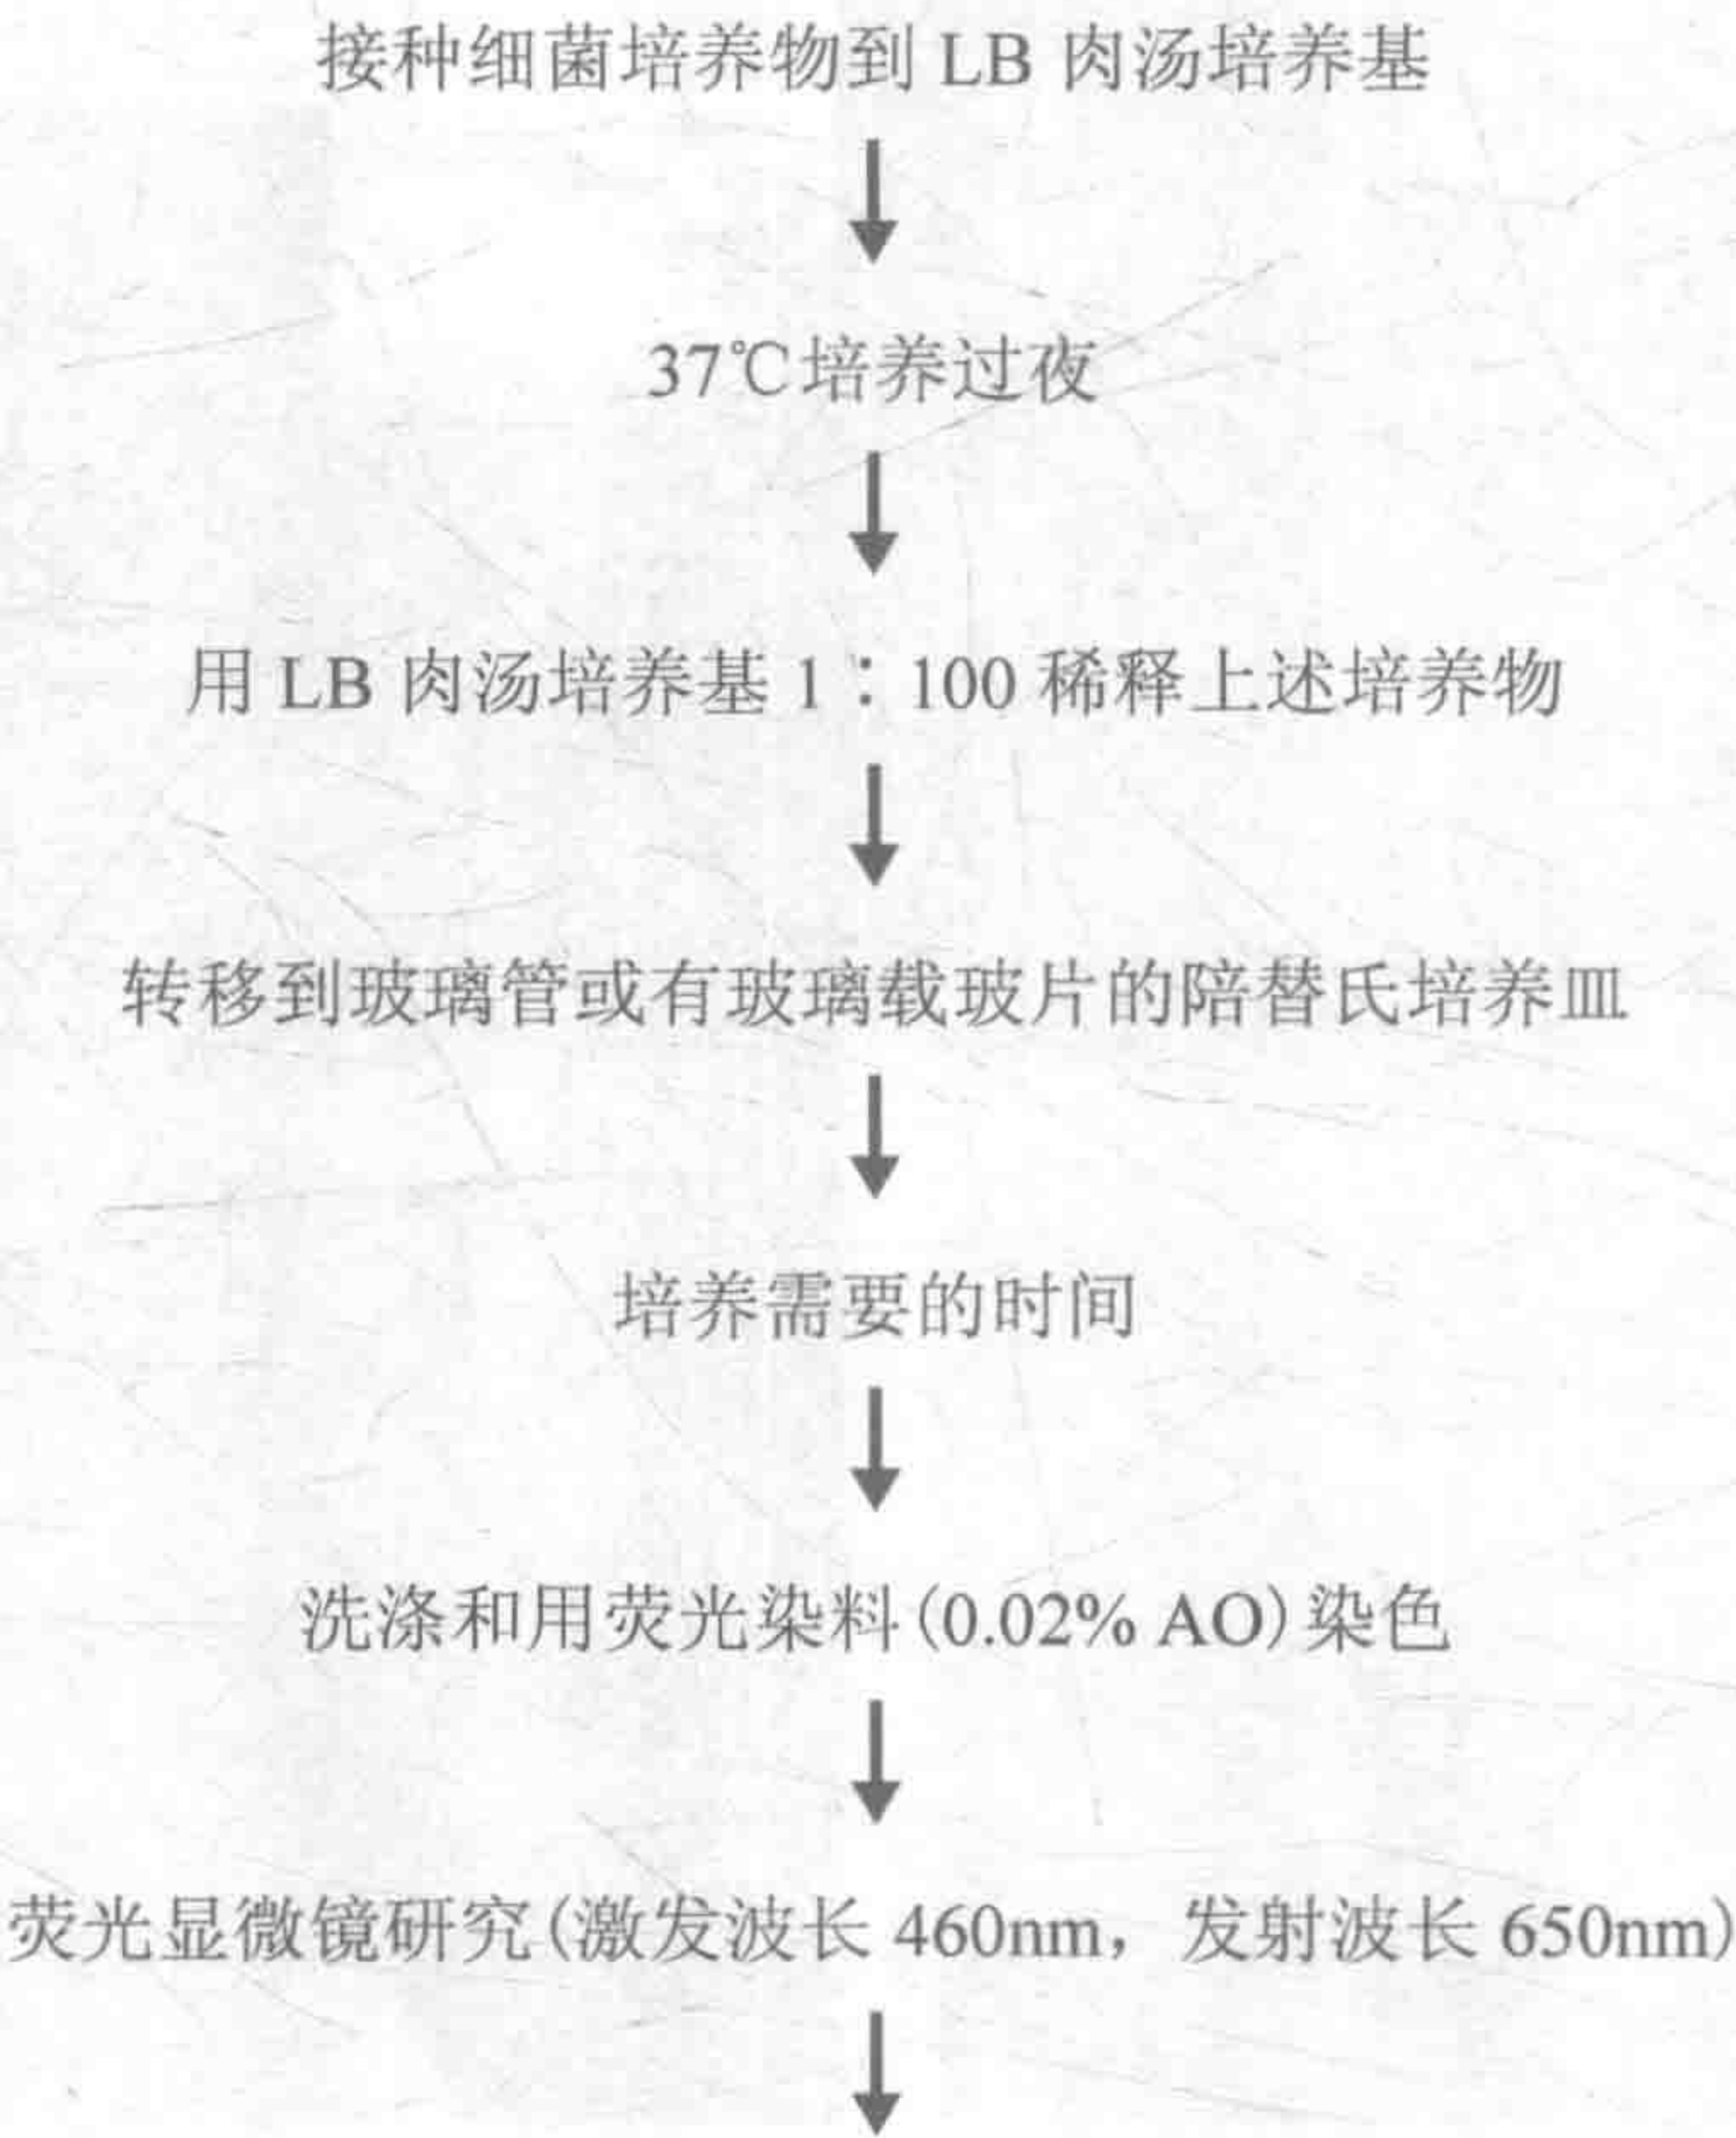 接种细菌培养物到 LB 肉汤培养基
37℃培养过夜
用 LB 肉汤培养基 1∶100 稀释上述培养物
转移到玻璃管或有玻璃载玻片的陪替氏培养皿
培养需要的时间
洗涤和用荧光染料(0.02% AO)染色
荧光显微镜研究(激发波长 460nm，发射波长 650nm)